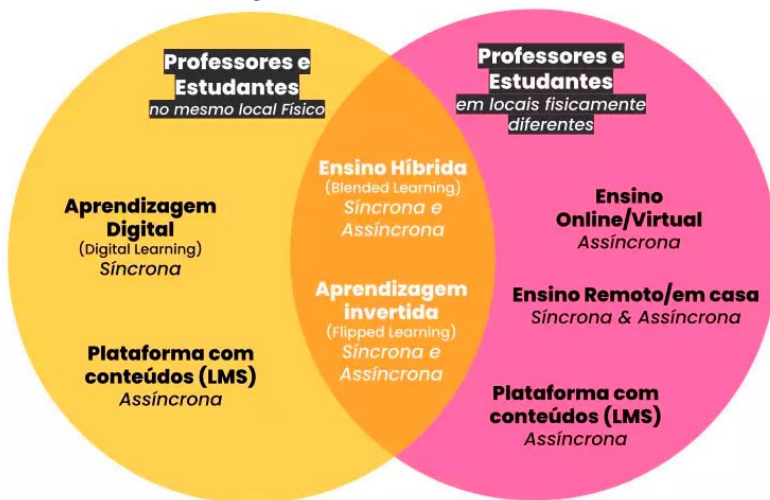 Professores e
Estudantes
no mesmo local Físico
Aprendizagem
Digital
(Digital Learning)
Síncrona
Plataforma com
conteúdos (LMS)
Assíncrona
Ensino Híbrida
(Blended Learning)
Síncrona e
Assíncrona
Aprendizagem
invertida
(Flipped Learning)
Síncrona e
Assíncrona
Professores e
Estudantes
em locais fisicamente
diferentes
Ensino
Online/Virtual
Assíncrona
Ensino Remoto/em casa
Síncrona & Assíncrona
Plataforma com
conteúdos (LMS)
Assíncrona